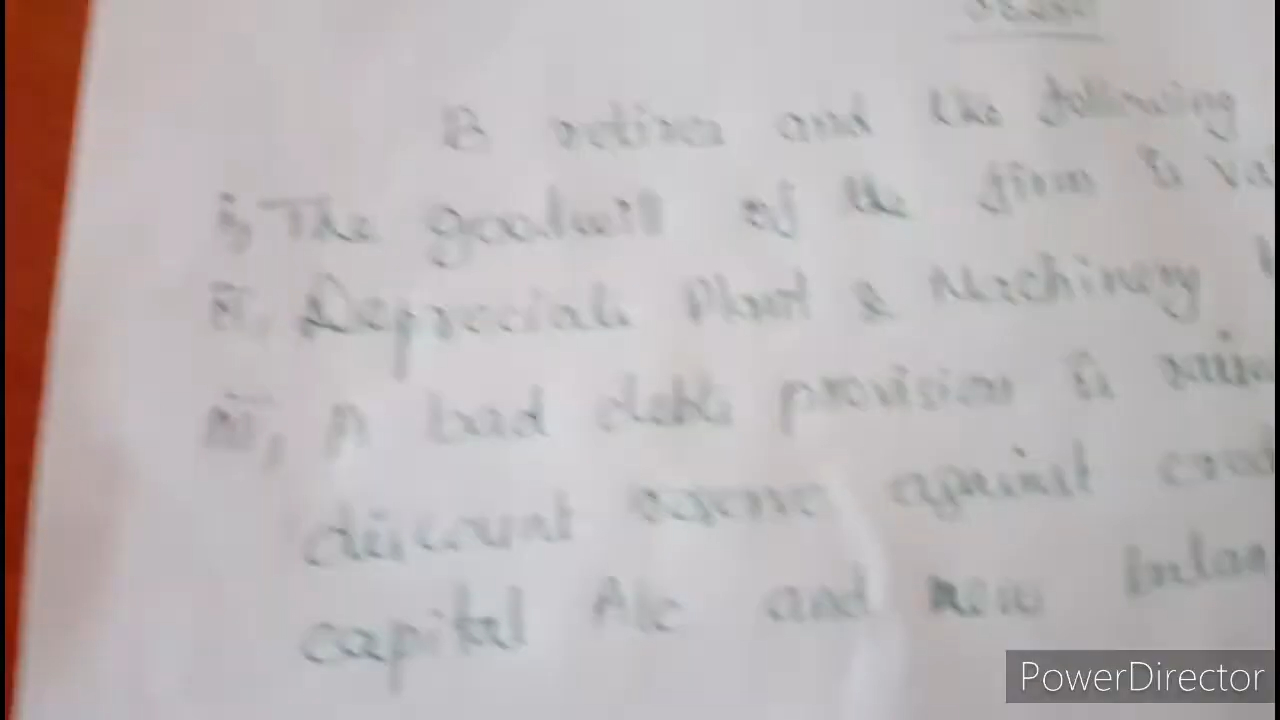 B retires and the following
i, The goodwill of the firm is
ii, Depreciate Plant & Machinery
iii, A bad debts provision is
discount reserve against
capital A/c and new
PowerDirector